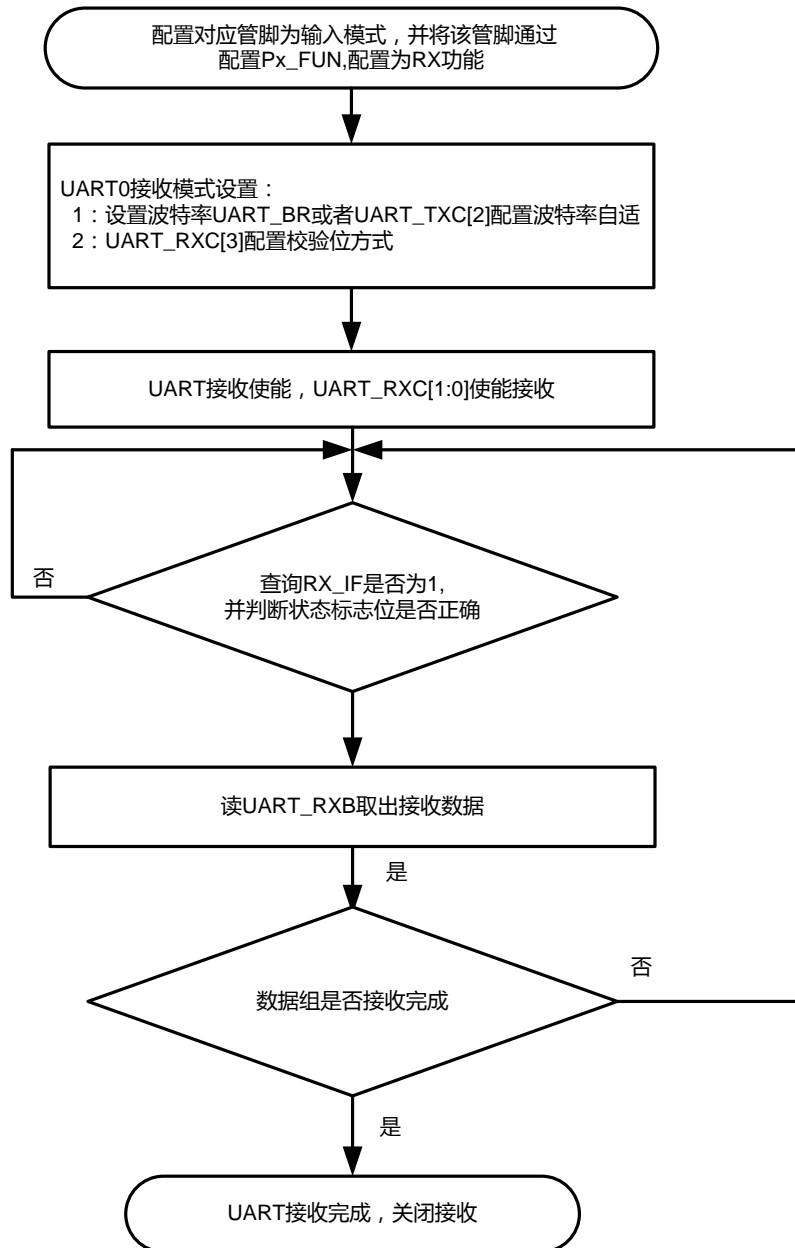 配置对应管脚为输入模式，并将该管脚通过
配置Px_FUN,配置为RX功能
UART0接收模式设置：
1：设置波特率UART_BR或者UART_TXC[2]配置波特率自适
2：UART_RXC[3]配置校验位方式
UART接收使能，UART_RXC[1:0]使能接收
否
查询RX_IF是否为1,
并判断状态标志位是否正确
读UART_RXB取出接收数据
是
否
数据组是否接收完成
是
UART接收完成，关闭接收